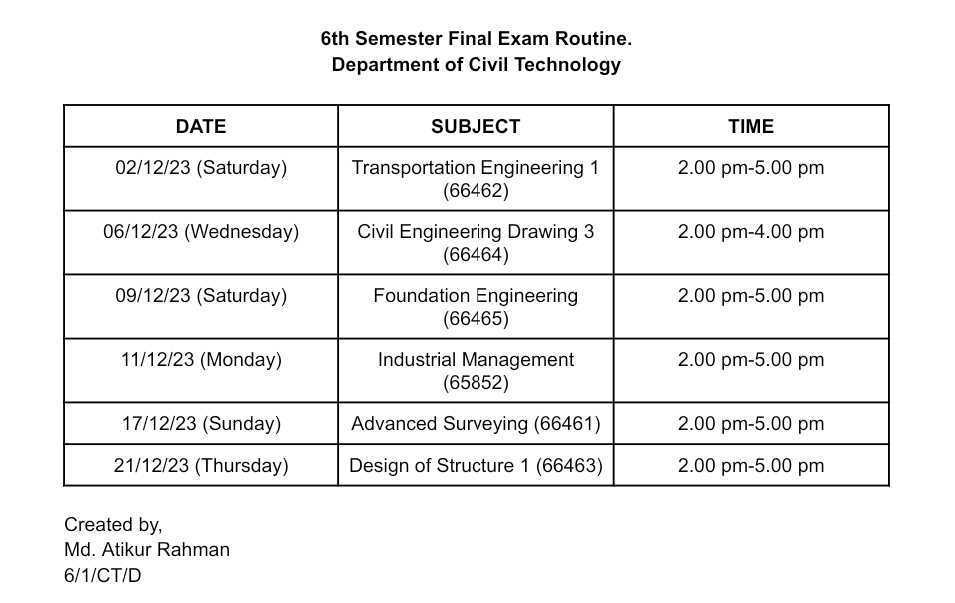 6th Semester Final Exam Routine.
Department of Civil Technology
DATE SUBJECT TIME
02/12/23 (Saturday) Transportation Engineering 1 2.00 pm-5.00 pm
(66462)
06/12/23 (Wednesday) Civil Engineering Drawing 3 2.00 pm-4.00 pm
(66464)
09/12/23 (Saturday) Foundation Engineering 2.00 pm-5.00 pm
(66465)
11/12/23 (Monday) Industrial Management 2.00 pm-5.00 pm
(65852)
17/12/23 (Sunday) Advanced Surveying (66461) 2.00 pm-5.00 pm
21/12/23 (Thursday) Design of Structure 1 (66463) 2.00 pm-5.00 pm
Created by,
Md. Atikur Rahman
6/1/CT/D